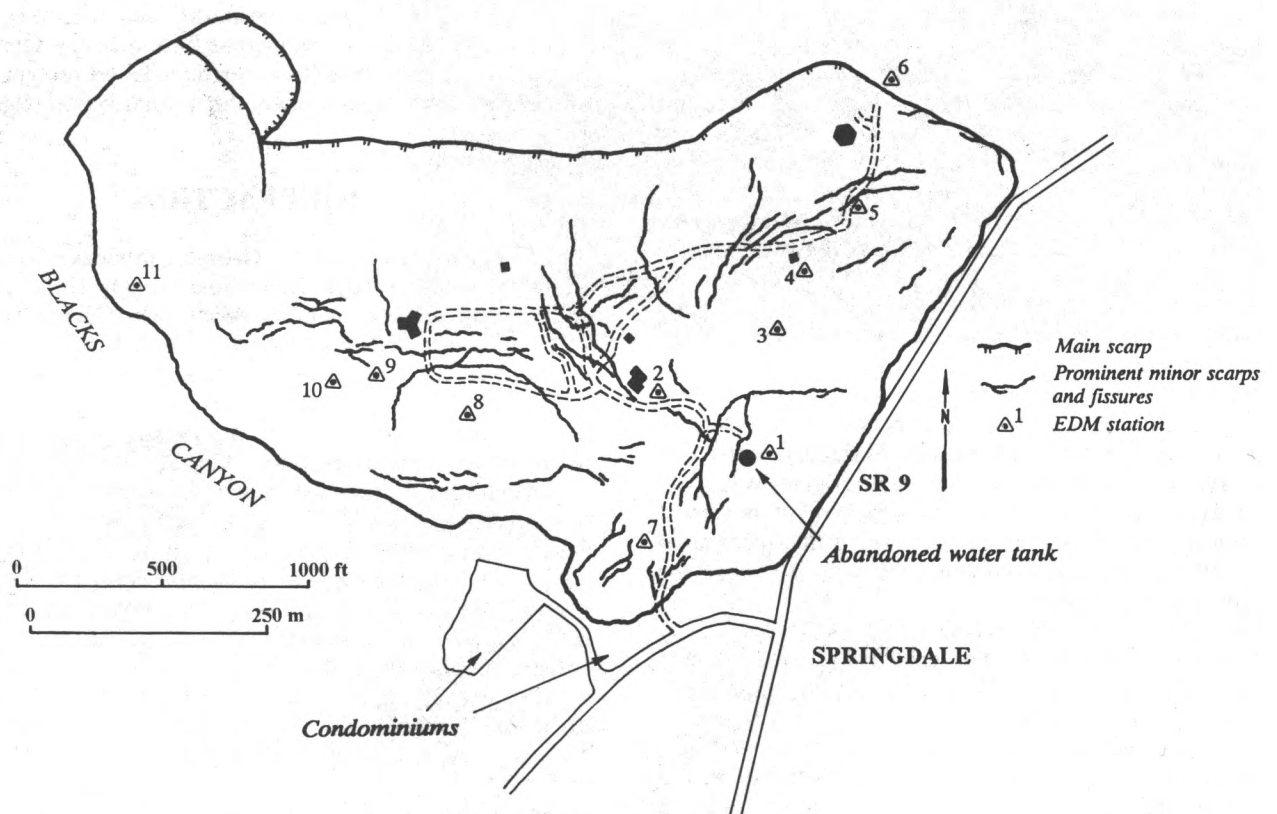 6
5
4
3
11
BLACKS
CANYON
10
9
8
2
1
7
Main scarp
Prominent minor scarps
and fissures
1 EDM station
N
SR 9
Abandoned water tank
0 500 1000 ft
0 250 m
SPRINGDALE
Condominiums